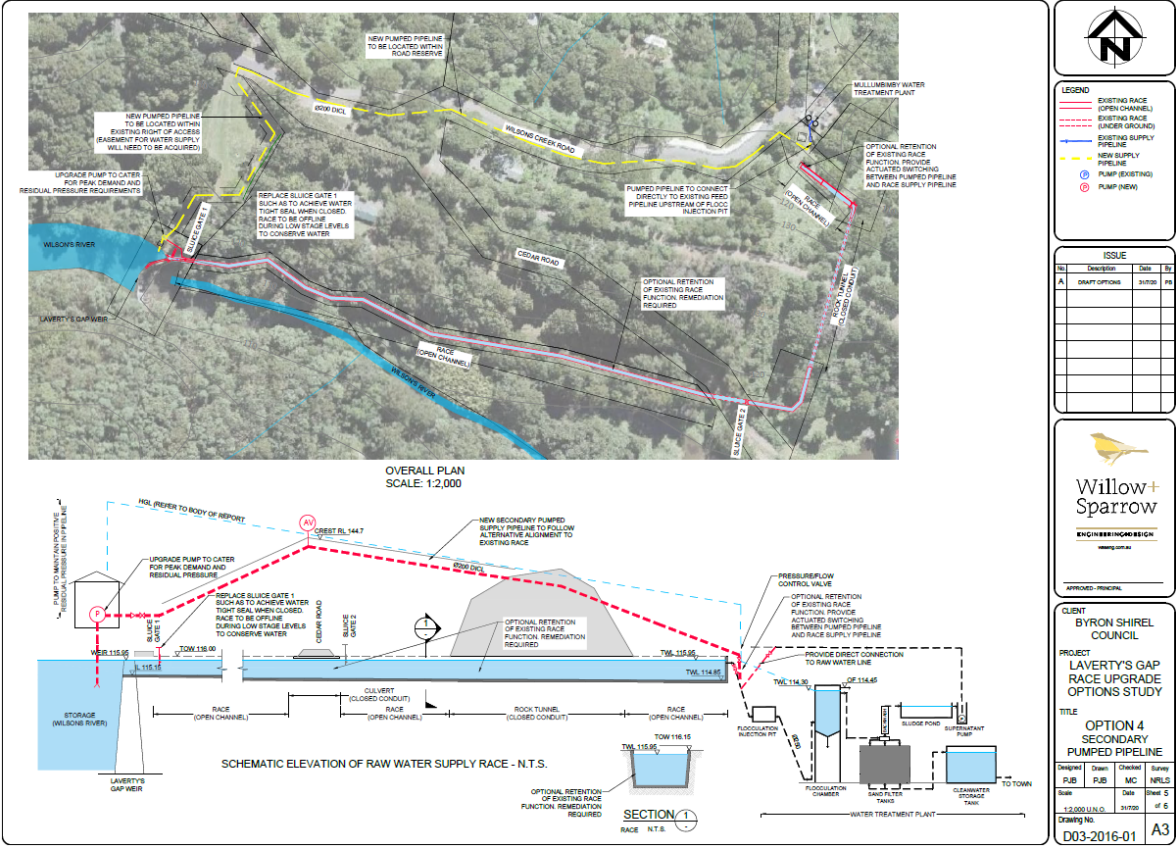 NEW PUMPED PIPELINE
TO BE LOCATED WITHIN
ROAD RESERVE
Ø200 DICL
WILSONS CREEK ROAD
MULLUMBIMBY WATER
TREATMENT PLANT
NEW PUMPED PIPELINE
TO BE LOCATED WITHIN
EXISTING RIGHT OF ACCESS
(EASEMENT FOR WATER SUPPLY
WILL NEED TO BE ACQUIRED)
UPGRADE PUMP TO CATER
FOR PEAK DEMAND AND
RESIDUAL PRESSURE REQUIREMENTS
REPLACE SLUICE GATE 1
SUCH AS TO ACHIEVE WATER
TIGHT SEAL WHEN CLOSED.
RACE TO BE OFFLINE
DURING LOW STAGE LEVELS
TO CONSERVE WATER
SLUICE GATE 1
WILSON'S RIVER
LAVERTY'S GAP WEIR
PUMPED PIPELINE TO CONNECT
DIRECTLY TO EXISTING FEED
PIPELINE UPSTREAM OF FLOCC
INJECTION PIT
OPTIONAL RETENTION
OF EXISTING RACE
FUNCTION. PROVIDE
ACTUATED SWITCHING
BETWEEN PUMPED PIPELINE
AND RACE SUPPLY PIPELINE
RACE
(OPEN CHANNEL)
CEDAR ROAD
OPTIONAL RETENTION
OF EXISTING RACE
FUNCTION. REMEDIATION
REQUIRED
ROCK TUNNEL
(CLOSED CONDUIT)
RACE
(OPEN CHANNEL)
WILSON'S RIVER
SLUICE GATE 2
OVERALL PLAN
SCALE: 1:2,000
HGL (REFER TO BODY OF REPORT
PUMP TO MAINTAIN POSITIVE
RESIDUAL PRESSURE IN PIPELINE
AV
CREST RL 144.7
NEW SECONDARY PUMPED
SUPPLY PIPELINE TO FOLLOW
ALTERNATIVE ALIGNMENT TO
EXISTING RACE
Ø200 DICL
UPGRADE PUMP TO CATER
FOR PEAK DEMAND AND
RESIDUAL PRESSURE
P
REPLACE SLUICE GATE 1
SUCH AS TO ACHIEVE WATER
TIGHT SEAL WHEN CLOSED.
RACE TO BE OFFLINE
DURING LOW STAGE LEVELS
TO CONSERVE WATER
SLUICE
GATE 1
CEDAR ROAD
SLUICE
GATE 2
1
OPTIONAL RETENTION
OF EXISTING RACE
FUNCTION. REMEDIATION
REQUIRED
PRESSURE/FLOW
CONTROL VALVE
OPTIONAL RETENTION
OF EXISTING RACE
FUNCTION. PROVIDE
ACTUATED SWITCHING
BETWEEN PUMPED PIPELINE
AND RACE SUPPLY PIPELINE
PROVIDE DIRECT CONNECTION
TO RAW WATER LINE
WEIR 115.95
TOW 116.00
IL 115.15
TWL 115.95
TWL 114.85
TWL 114.30
OF 114.45
STORAGE
(WILSONS RIVER)
LAVERTY'S
GAP WEIR
RACE
(OPEN CHANNEL)
CULVERT
(CLOSED CONDUIT)
RACE
(OPEN CHANNEL)
ROCK TUNNEL
(CLOSED CONDUIT)
RACE
(OPEN CHANNEL)
FLOCCULATION
INJECTION PIT
Ø200
FLOCCULATION
CHAMBER
SAND FILTER
TANKS
SLUDGE POND
SUPERNATANT
PUMP
CLEANWATER
STORAGE
TANK
TO TOWN
WATER TREATMENT PLANT
SCHEMATIC ELEVATION OF RAW WATER SUPPLY RACE - N.T.S.
TOW 116.15
TWL 115.95
OPTIONAL RETENTION
OF EXISTING RACE
FUNCTION. REMEDIATION
REQUIRED
SECTION 1
RACE N.T.S.
N
LEGEND
EXISTING RACE
(OPEN CHANNEL)
EXISTING RACE
(UNDER GROUND)
EXISTING SUPPLY
PIPELINE
NEW SUPPLY
PIPELINE
P PUMP (EXISTING)
P PUMP (NEW)
ISSUE
No Description Date By
A DRAFT OPTIONS 31/7/20 PB
Willow+
Sparrow
ENGINEERING+DESIGN
APPROVED - PRINCIPAL
CLIENT
BYRON SHIREL
COUNCIL
PROJECT
LAVERTY'S GAP
RACE UPGRADE
OPTIONS STUDY
TITLE
OPTION 4
SECONDARY
PUMPED PIPELINE
Designed Drawn Checked Survey
PJB PJB MC NRLS
Scale Date Sheet 5
1:2,000 U.N.O. 31/7/20 of 6
Drawing No.
D03-2016-01 A3